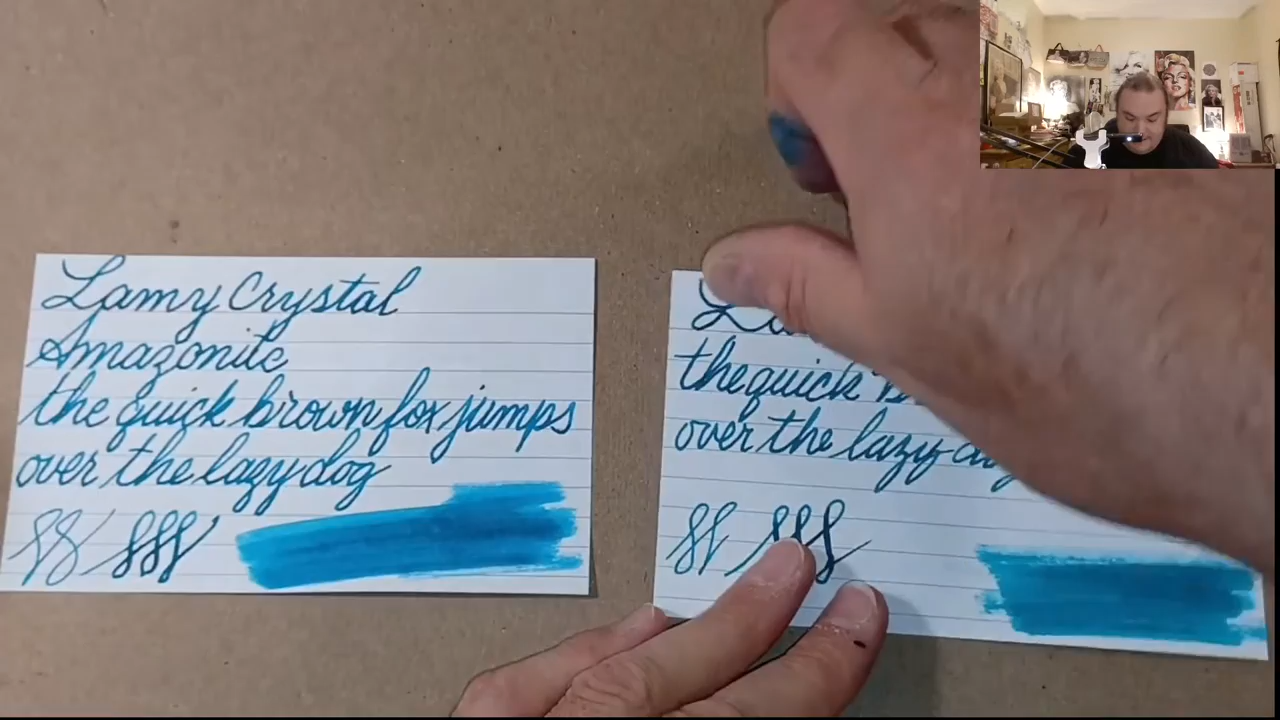 Lamy Crystal
Amazonite
the quick brown fox jumps
over the lazy dog
the quick
over the lazy